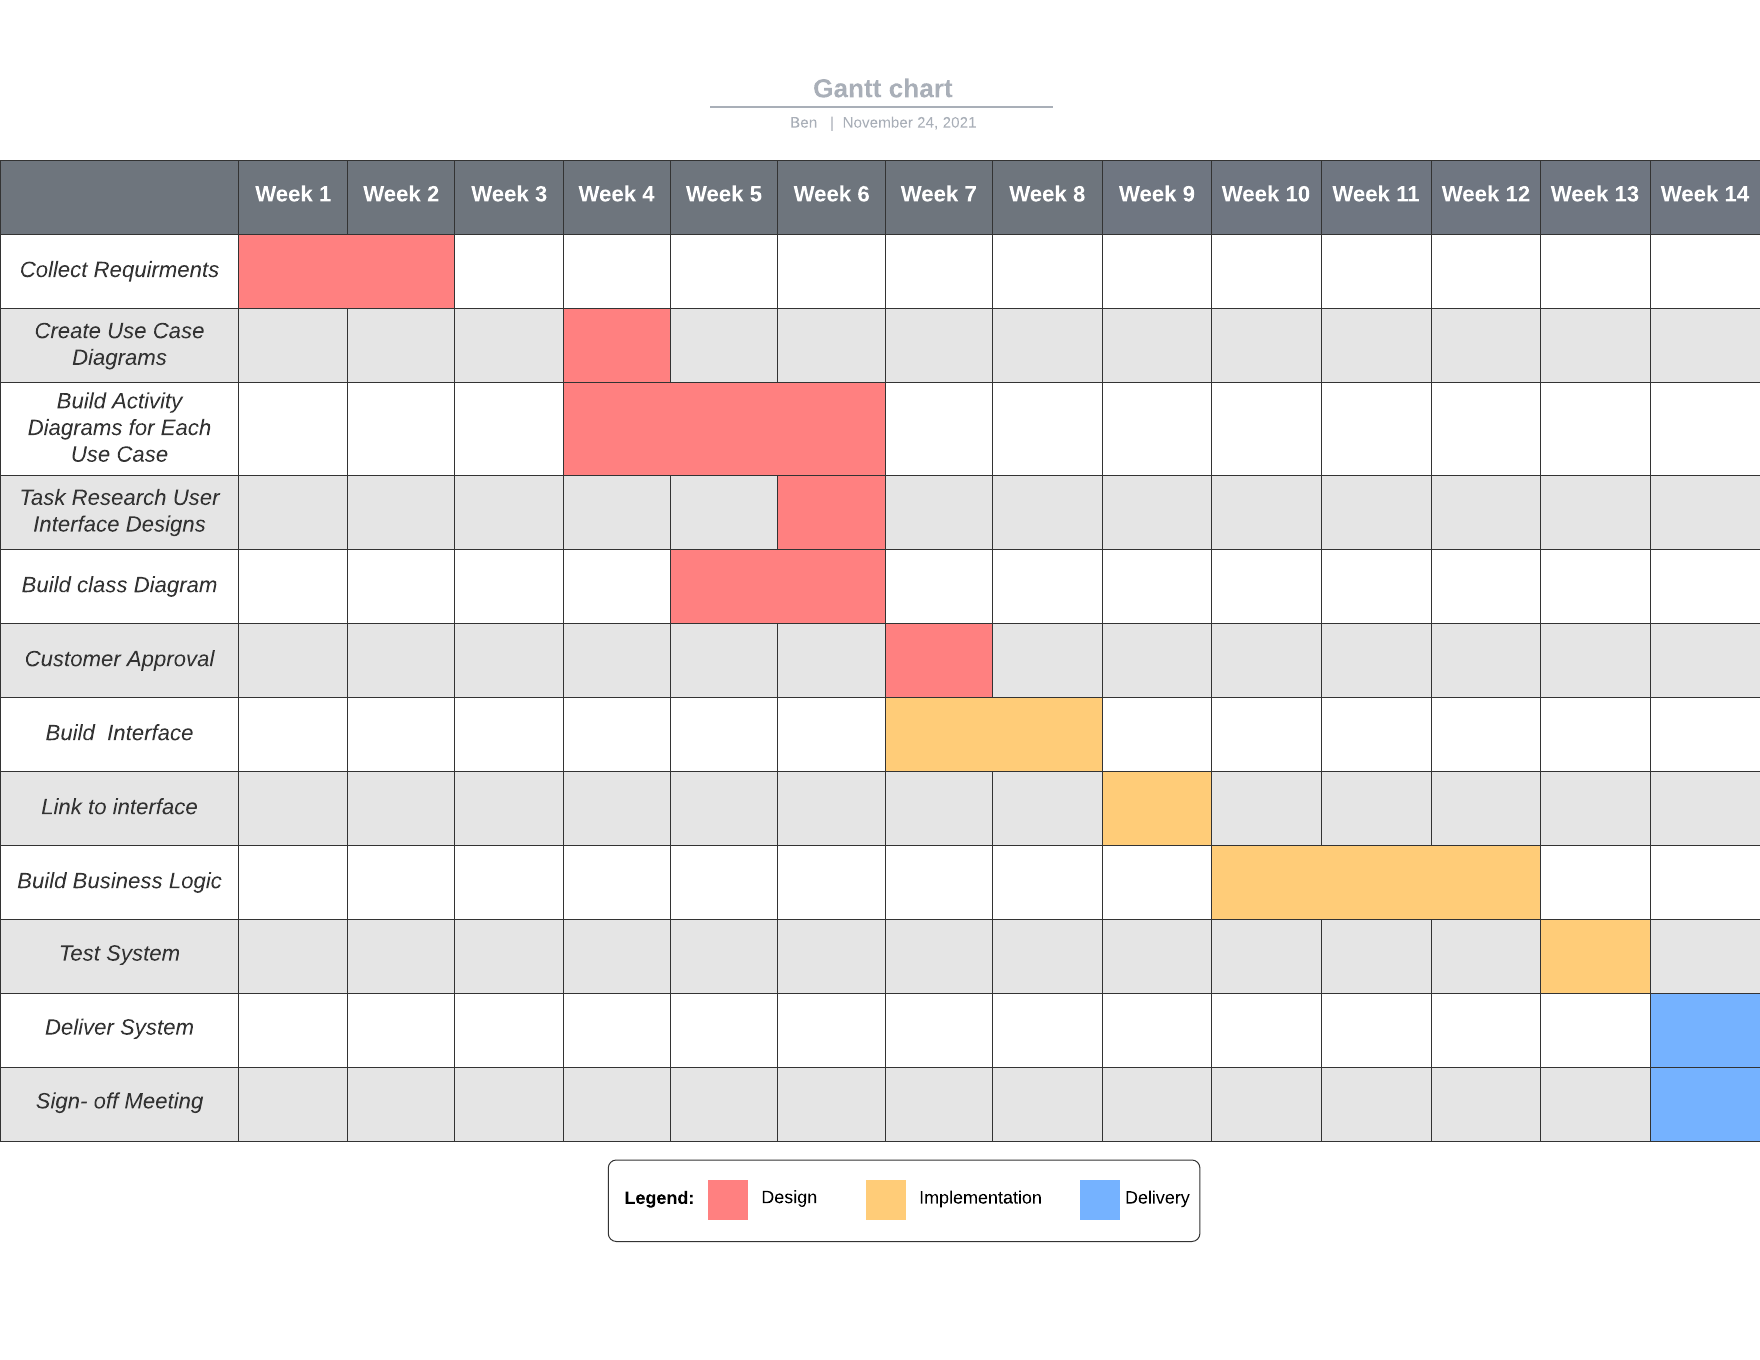 Gantt chart
Ben | November 24, 2021
Week 1 Week 2 Week 3 Week 4 Week 5 Week 6 Week 7 Week 8 Week 9 Week 10 Week 11 Week 12 Week 13 Week 14
Collect Requirments
Create Use Case
Diagrams
Build Activity
Diagrams for Each
Use Case
Task Research User
Interface Designs
Build class Diagram
Customer Approval
Build Interface
Link to interface
Build Business Logic
Test System
Deliver System
Sign- off Meeting
Legend: Design Implementation Delivery